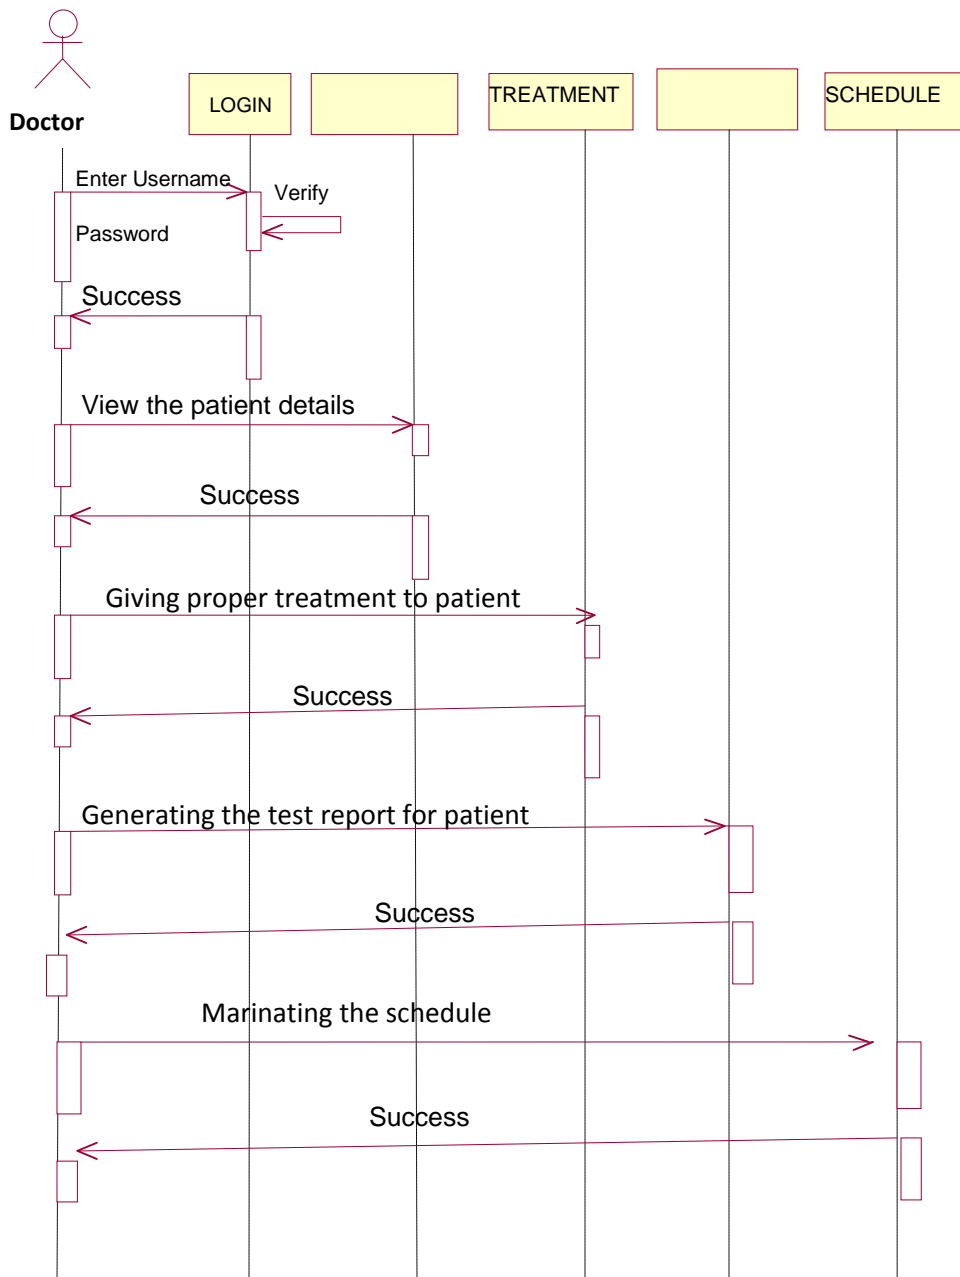 Doctor
LOGIN
TREATMENT
SCHEDULE
Enter Username
Verify
Password
Success
View the patient details
Success
Giving proper treatment to patient
Success
Generating the test report for patient
Success
Marinating the schedule
Success